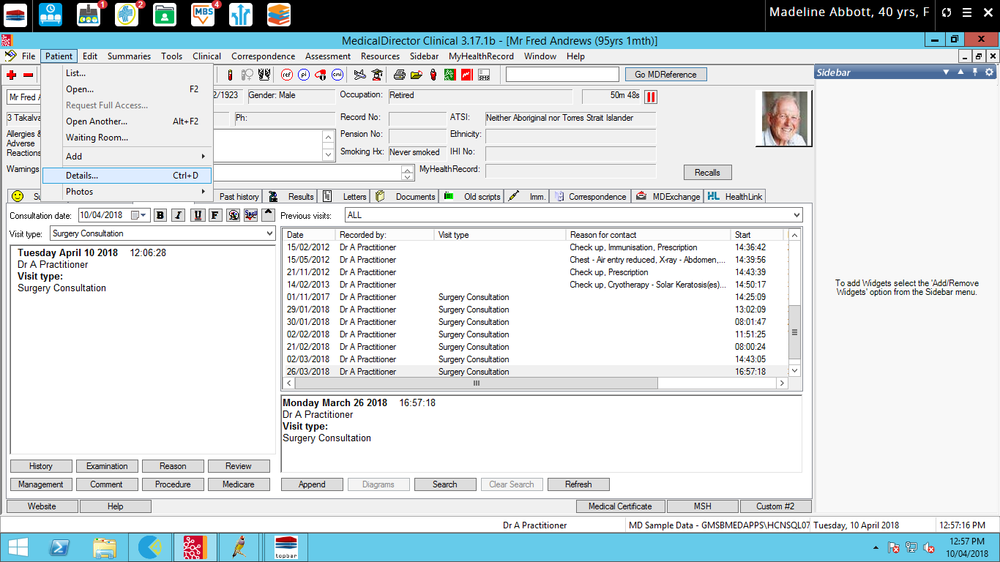 1
2
MBS
4
Madeline Abbott, 40 yrs, F
MedicalDirector Clinical 3.17.1b - [Mr Fred Andrews (95yrs 1mth)]
File Patient Edit Summaries Tools Clinical Correspondence Assessment Resources Sidebar MyHealthRecord Window Help
List...
Open... F2
Request Full Access...
Open Another... Alt+F2
Waiting Room...
Add
Details... Ctrl+D
Photos
ref pi cmi SMS Go MDReference
Sidebar
Mr Fred 2/1923 Gender: Male Occupation: Retired 50m 48s
3 Takalva Ph: Record No: ATSI: Neither Aboriginal nor Torres Strait Islander
Allergies & Adverse Reactions:
Pension No: Ethnicity:
Smoking Hx: Never smoked IHI No:
Warnings MyHealthRecord: Recalls
Past history Results Letters Documents Old scripts Imm. Correspondence MDExchange HL HealthLink
Consultation date: 10/04/2018 B I U F Spell Previous visits: ALL
Visit type: Surgery Consultation
Tuesday April 10 2018 12:06:28
Dr A Practitioner
Visit type:
Surgery Consultation
Date Recorded by: Visit type Reason for contact Start
15/02/2012 Dr A Practitioner Check up, Immunisation, Prescription 14:36:42
15/05/2012 Dr A Practitioner Chest - Air entry reduced, X-ray - Abdomen,... 14:39:56
21/11/2012 Dr A Practitioner Check up, Prescription 14:43:39
14/02/2013 Dr A Practitioner Check up, Cryotherapy - Solar Keratosis(es)... 14:50:17
01/11/2017 Dr A Practitioner Surgery Consultation 14:25:09
29/01/2018 Dr A Practitioner Surgery Consultation 13:02:09
30/01/2018 Dr A Practitioner Surgery Consultation 08:01:47
02/02/2018 Dr A Practitioner Surgery Consultation 11:51:25
21/02/2018 Dr A Practitioner Surgery Consultation 08:00:24
02/03/2018 Dr A Practitioner Surgery Consultation 14:43:05
26/03/2018 Dr A Practitioner Surgery Consultation 16:57:18
Monday March 26 2018 16:57:18
Dr A Practitioner
Visit type:
Surgery Consultation
To add Widgets select the 'Add/Remove
Widgets' option from the Sidebar menu.
History Examination Reason Review
Management Comment Procedure Medicare Append Diagrams Search Clear Search Refresh
Website Help Medical Certificate MSH Custom #2
Dr A Practitioner MD Sample Data - GMSBMEDAPPS\HCNSQL07 Tuesday, 10 April 2018 12:57:16 PM
topbar
12:57 PM
10/04/2018